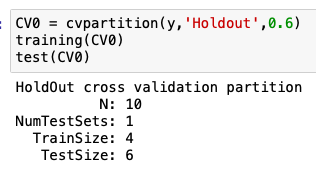 CV0 = cvpartition(y,'Holdout',0.6)
training(CV0)
test(CV0)
HoldOut cross validation partition
N: 10
NumTestSets: 1
TrainSize: 4
TestSize: 6